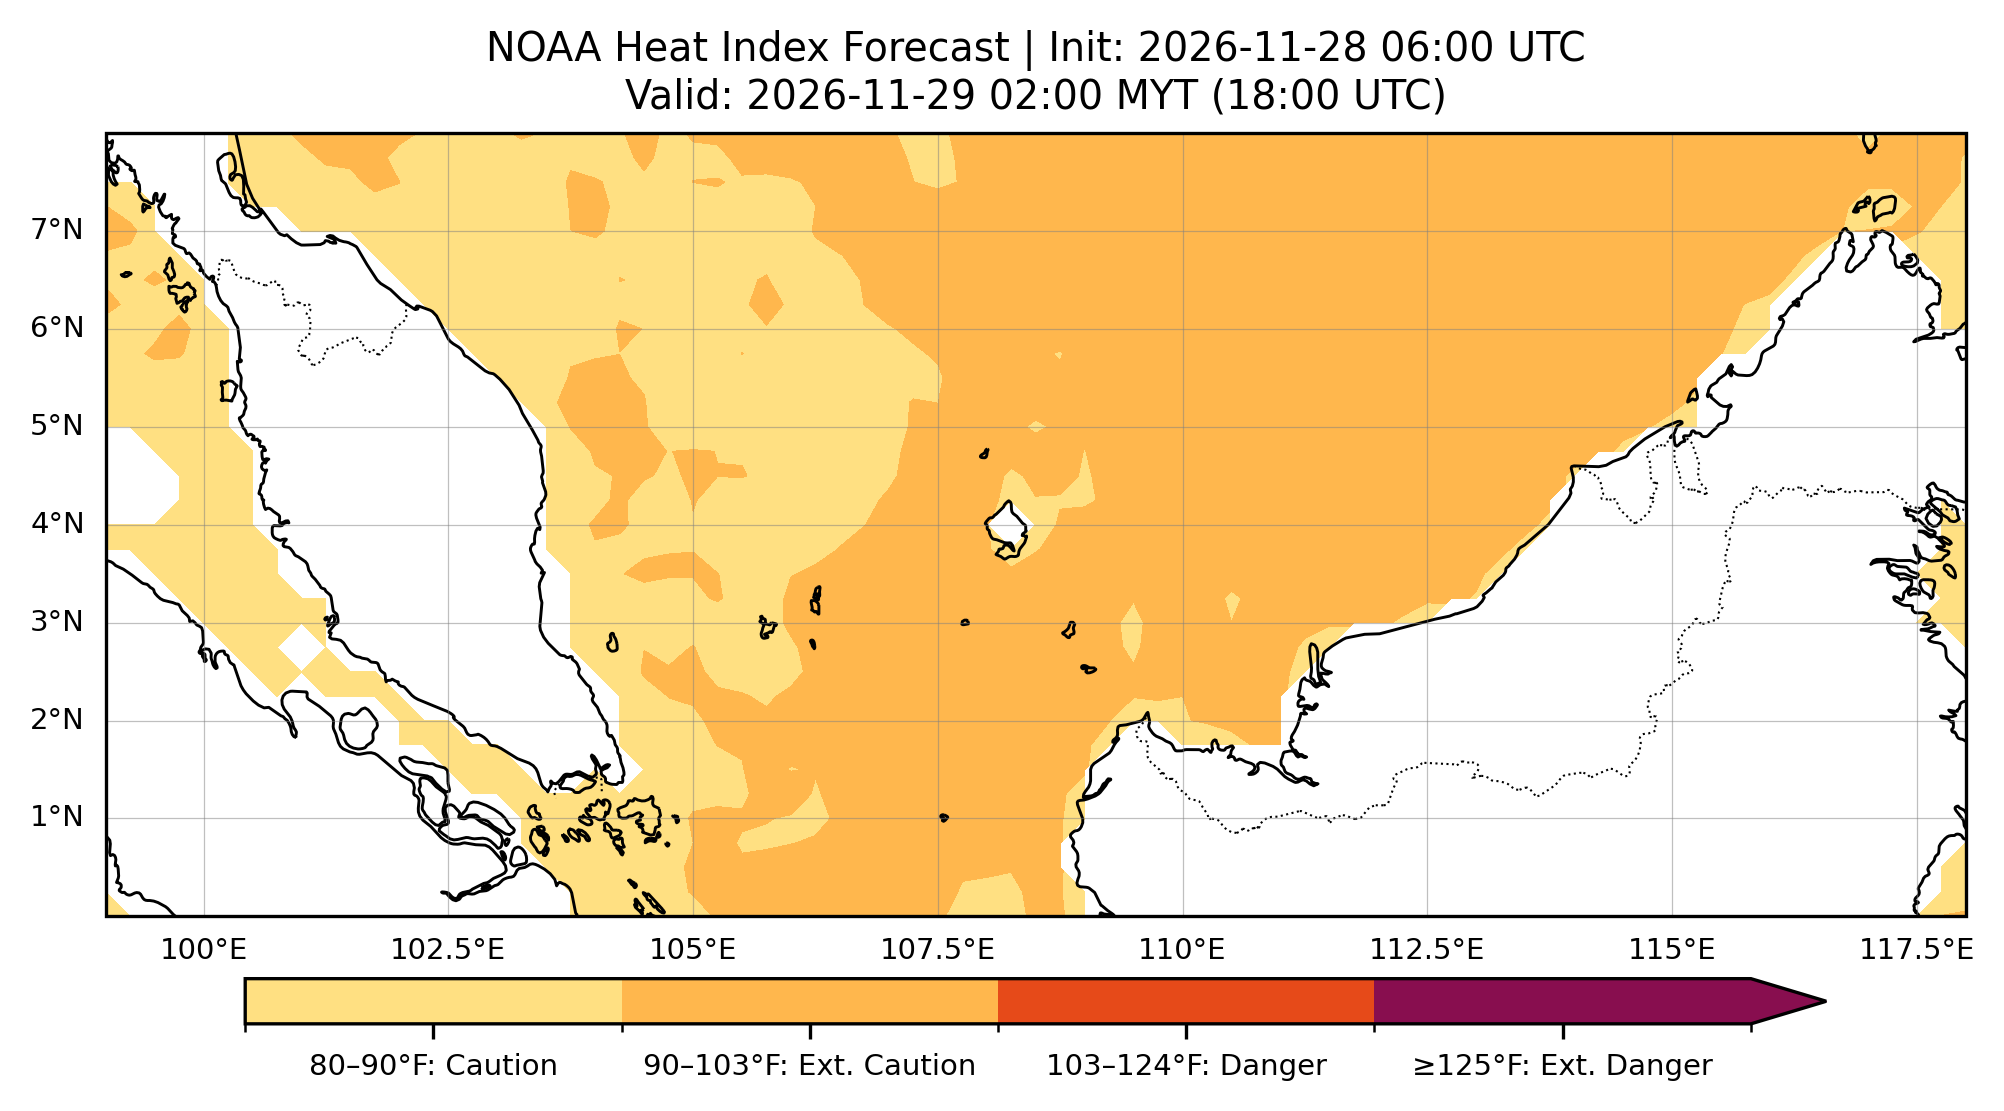 NOAA Heat Index Forecast | Init: 2026-11-28 06:00 UTC
Valid: 2026-11-29 02:00 MYT (18:00 UTC)
7°N
6°N
5°N
4°N
3°N
2°N
1°N
100°E
102.5°E
105°E
107.5°E
110°E
112.5°E
115°E
117.5°E
80–90°F: Caution
90–103°F: Ext. Caution
103–124°F: Danger
≥125°F: Ext. Danger